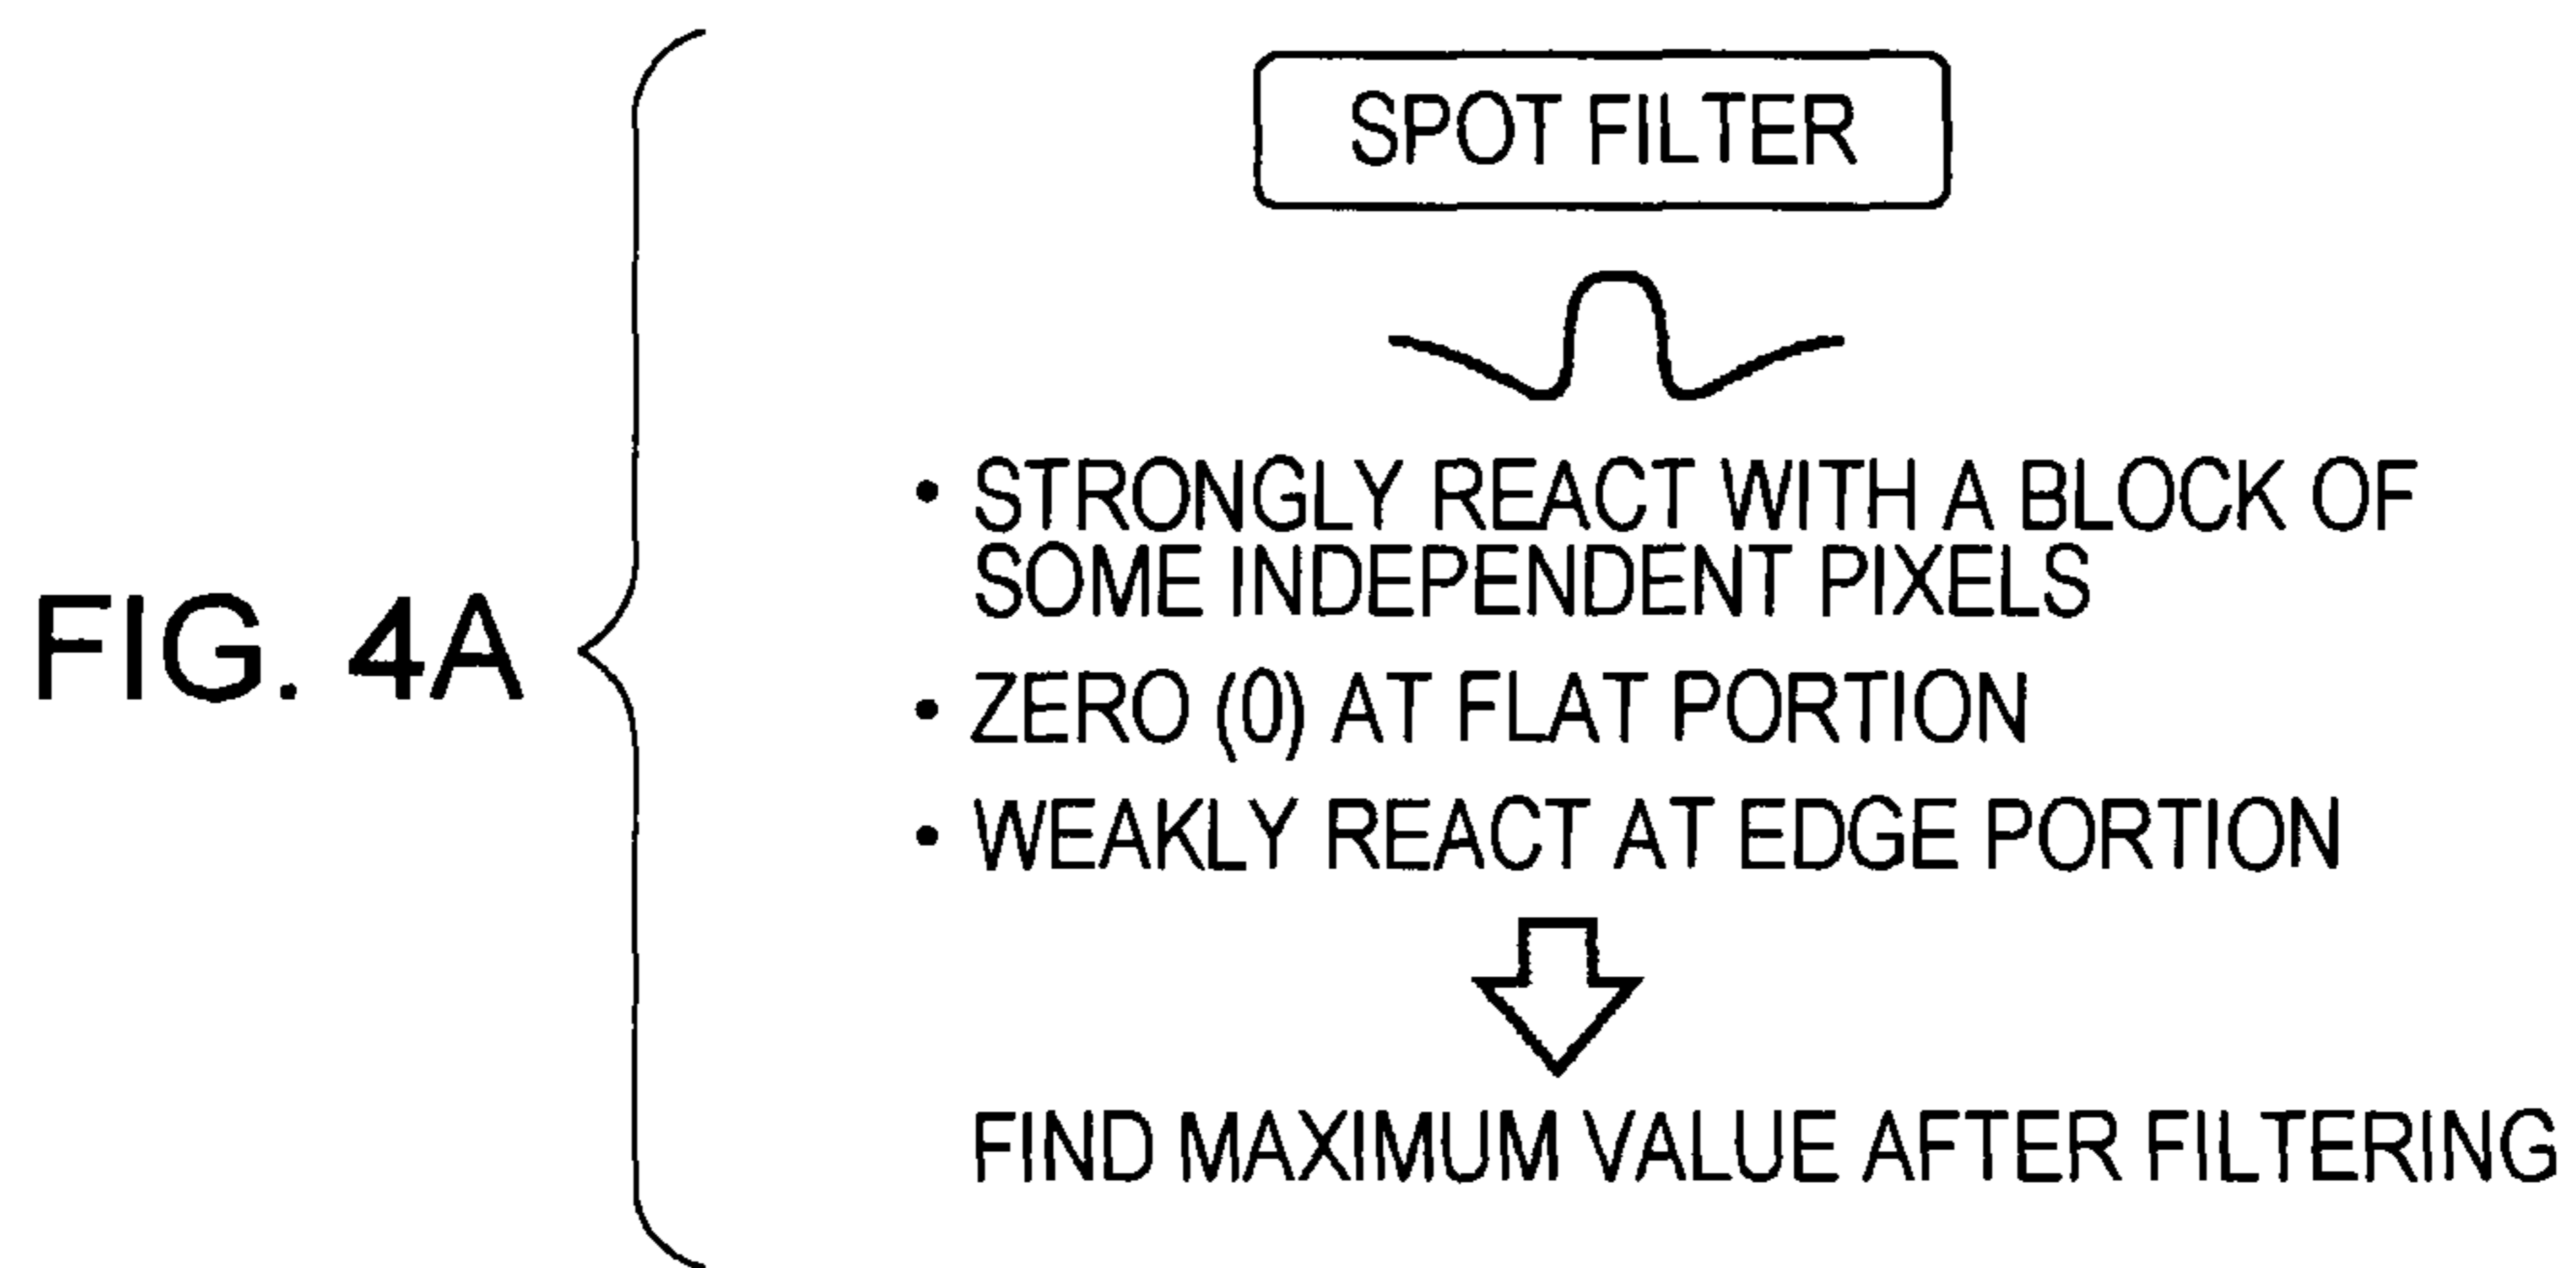 FIG. 4A
SPOT FILTER
• STRONGLY REACT WITH A BLOCK OF
SOME INDEPENDENT PIXELS
• ZERO (0) AT FLAT PORTION
• WEAKLY REACT AT EDGE PORTION
FIND MAXIMUM VALUE AFTER FILTERING